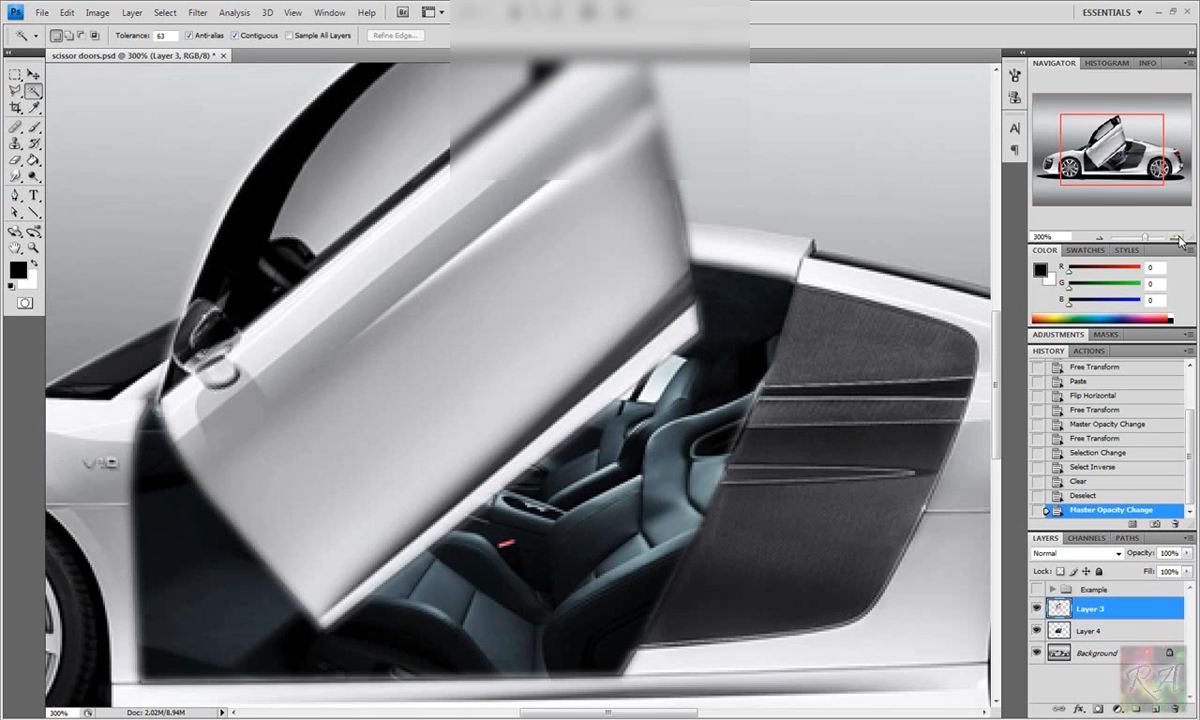 Ps File Edit Image Layer Select Filter Analysis 3D View Window Help Br ESSENTIALS
Tolerance: 63 Anti-alias Contiguous Sample All Layers Refine Edge...
scissor doors.psd @ 300% (Layer 3, RGB/8) *
NAVIGATOR HISTOGRAM INFO
300%
COLOR SWATCHES STYLES
R 0
G 0
B 0
ADJUSTMENTS MASKS
HISTORY ACTIONS
Free Transform
Paste
Flip Horizontal
Free Transform
Master Opacity Change
Free Transform
Selection Change
Select Inverse
Clear
Deselect
Master Opacity Change
LAYERS CHANNELS PATHS
Normal Opacity: 100%
Lock: Fill: 100%
Example
Layer 3
Layer 4
Background
V10
RA
300% Doc: 2.02M/8.94M